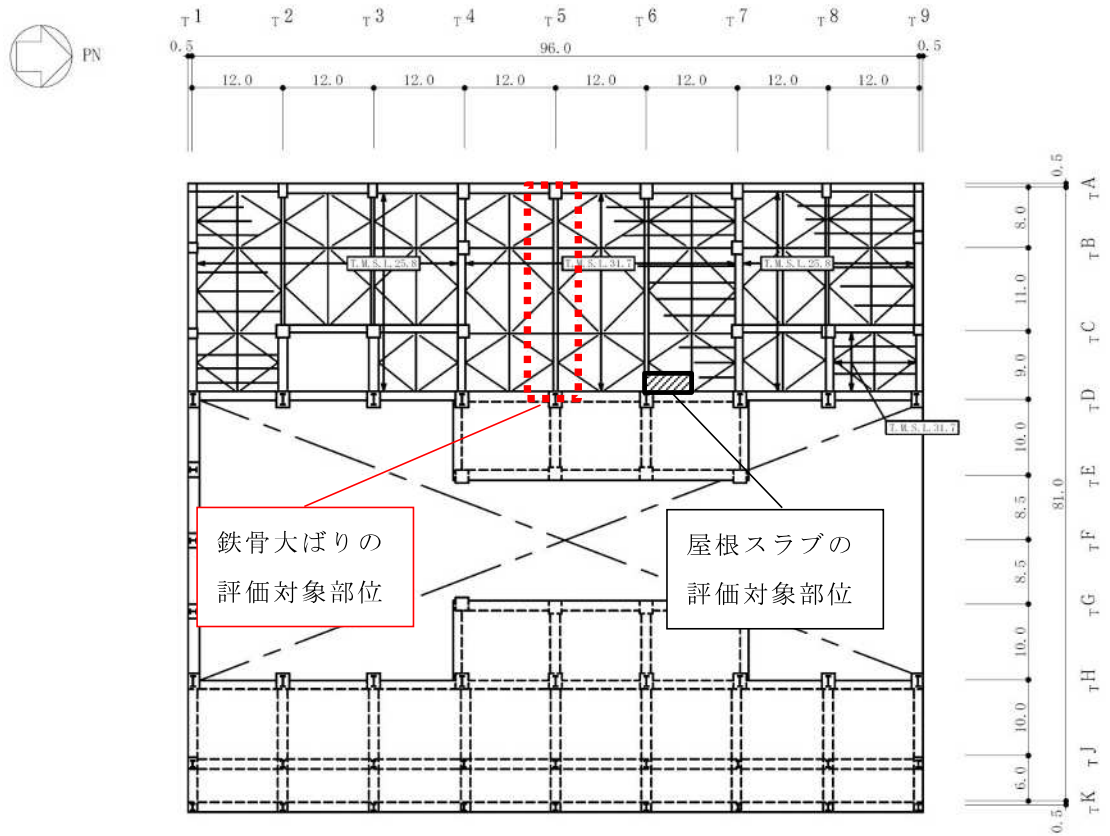 T1 T2 T3 T4 T5 T6 T7 T8 T9
PN
0.5 96.0 0.5
12.0 12.0 12.0 12.0 12.0 12.0 12.0 12.0
0.5
TA
8.0
TB
T.M.S.L.25.8 T.M.S.L.31.7 T.M.S.L.25.8
11.0
TC
9.0
TD
T.M.S.L.31.7
10.0
TE
81.0
8.5
鉄骨大ばりの
評価対象部位
屋根スラブの
評価対象部位
TF
8.5
TG
10.0
TH
10.0
TJ
6.0
TK
0.5